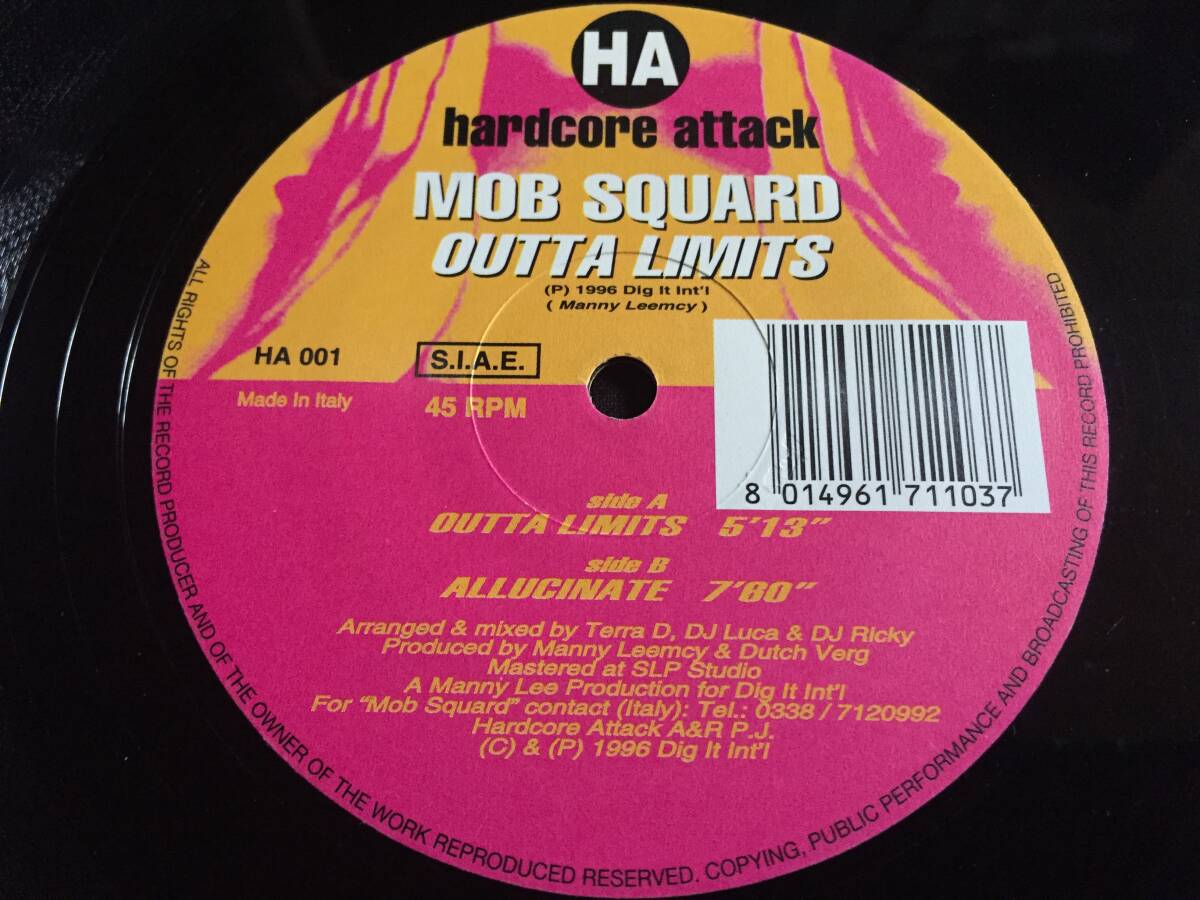 HA
hardcore attack
MOB SQUARD
OUTTA LIMITS
(P) 1996 Dig It Int'l
( Manny Leemcy )
HA 001
S.I.A.E.
Made In Italy
45 RPM
8 014961 711037
side A
OUTTA LIMITS 5'13"
side B
ALLUCINATE 7'60"
Arranged & mixed by Terra D, DJ Luca & DJ Ricky
Produced by Manny Leemcy & Dutch Verg
Mastered at SLP Studio
A Manny Lee Production for Dig It Int'l
For "Mob Squard" contact (Italy): Tel.: 0338 / 7120992
Hardcore Attack A&R P.J.
(C) & (P) 1996 Dig It Int'l
ALL RIGHTS OF THE RECORD PRODUCER AND OF THE OWNER OF THE WORK REPRODUCED RESERVED. COPYING, PUBLIC PERFORMANCE AND BROADCASTING OF THIS RECORD PROHIBITED